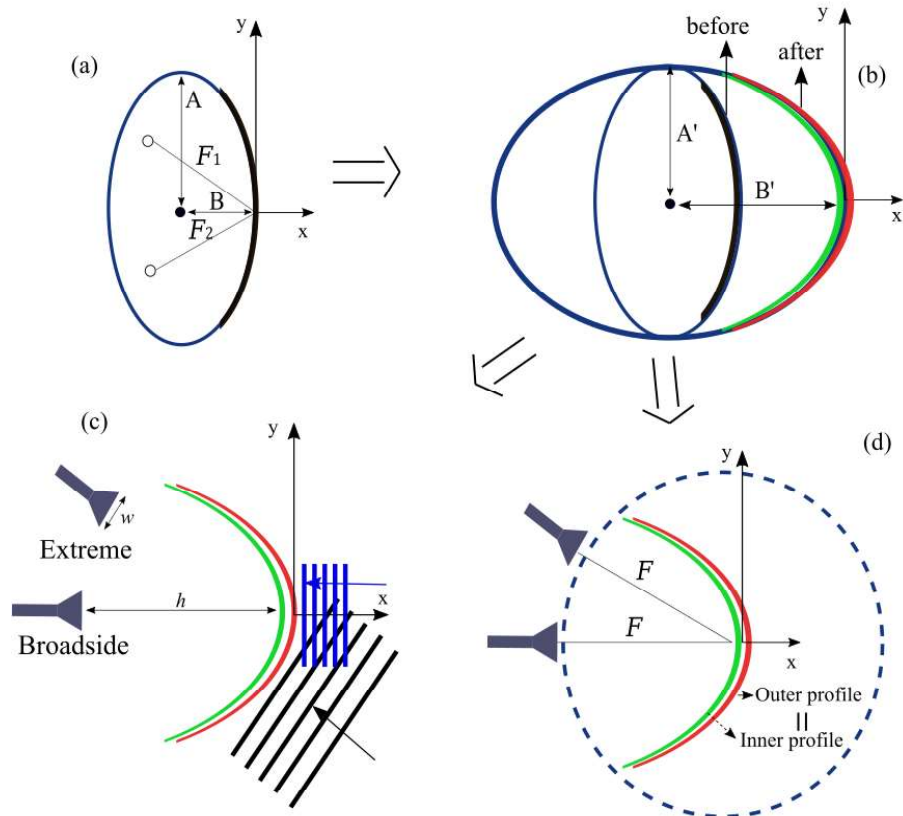 (a)
y
A
F1
B
F2
x
(b)
before
after
y
A'
B'
x
(c)
y
w
Extreme
h
x
Broadside
(d)
y
F
F
x
Outer profile
Inner profile